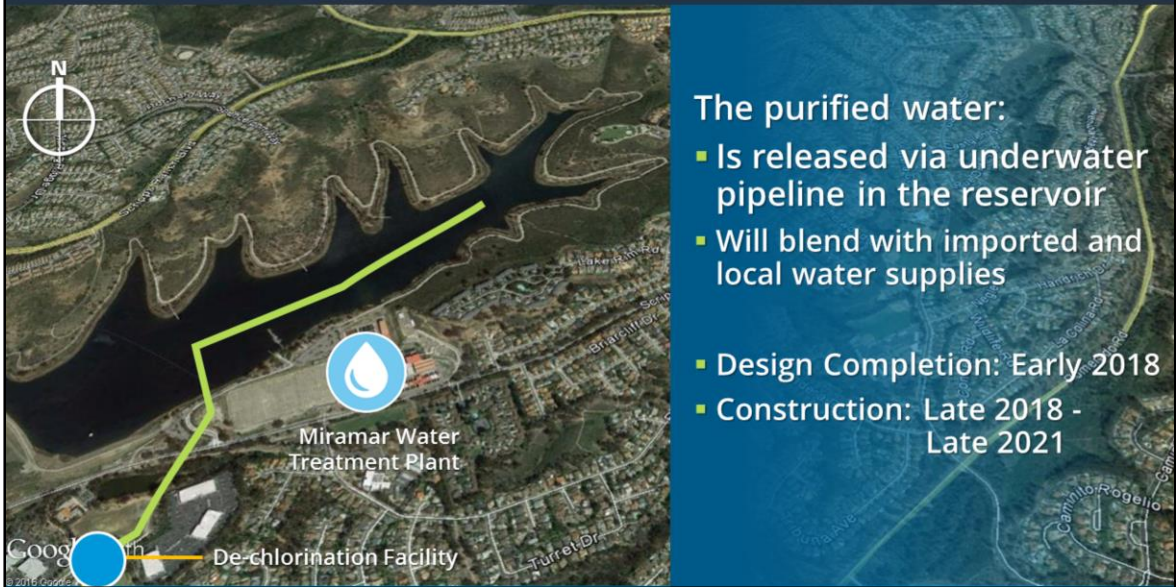 N
The purified water:
▪ Is released via underwater
pipeline in the reservoir
▪ Will blend with imported and
local water supplies
▪ Design Completion: Early 2018
▪ Construction: Late 2018 -
Late 2021
Lake Rim Rd
Briarcliff Dr
Miramar Water
Treatment Plant
De-chlorination Facility
Turret-Dr
Caminito-Rogelio
© 2016 Google